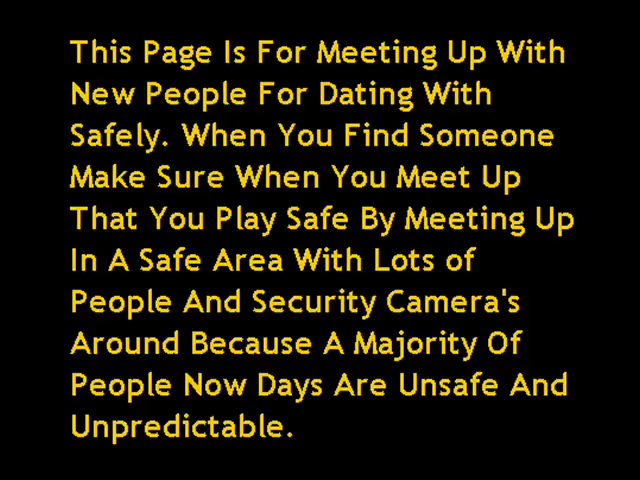 This Page Is For Meeting Up With
New People For Dating With
Safely. When You Find Someone
Make Sure When You Meet Up
That You Play Safe By Meeting Up
In A Safe Area With Lots of
People And Security Camera's
Around Because A Majority Of
People Now Days Are Unsafe And
Unpredictable.